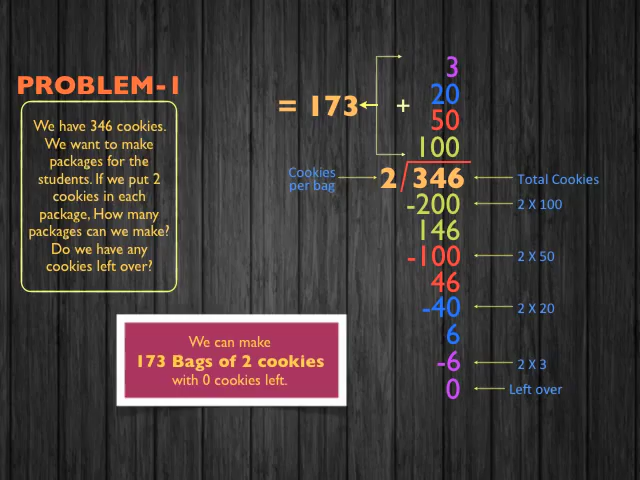 PROBLEM-1
We have 346 cookies.
We want to make
packages for the
students. If we put 2
cookies in each
package, How many
packages can we make?
Do we have any
cookies left over?
3
20
= 173 +
50
100
Cookies
per bag
2 346 Total Cookies
-200 2 X 100
146
-100 2 X 50
46
-40 2 X 20
6
-6 2 X 3
0 Left over
We can make
173 Bags of 2 cookies
with 0 cookies left.